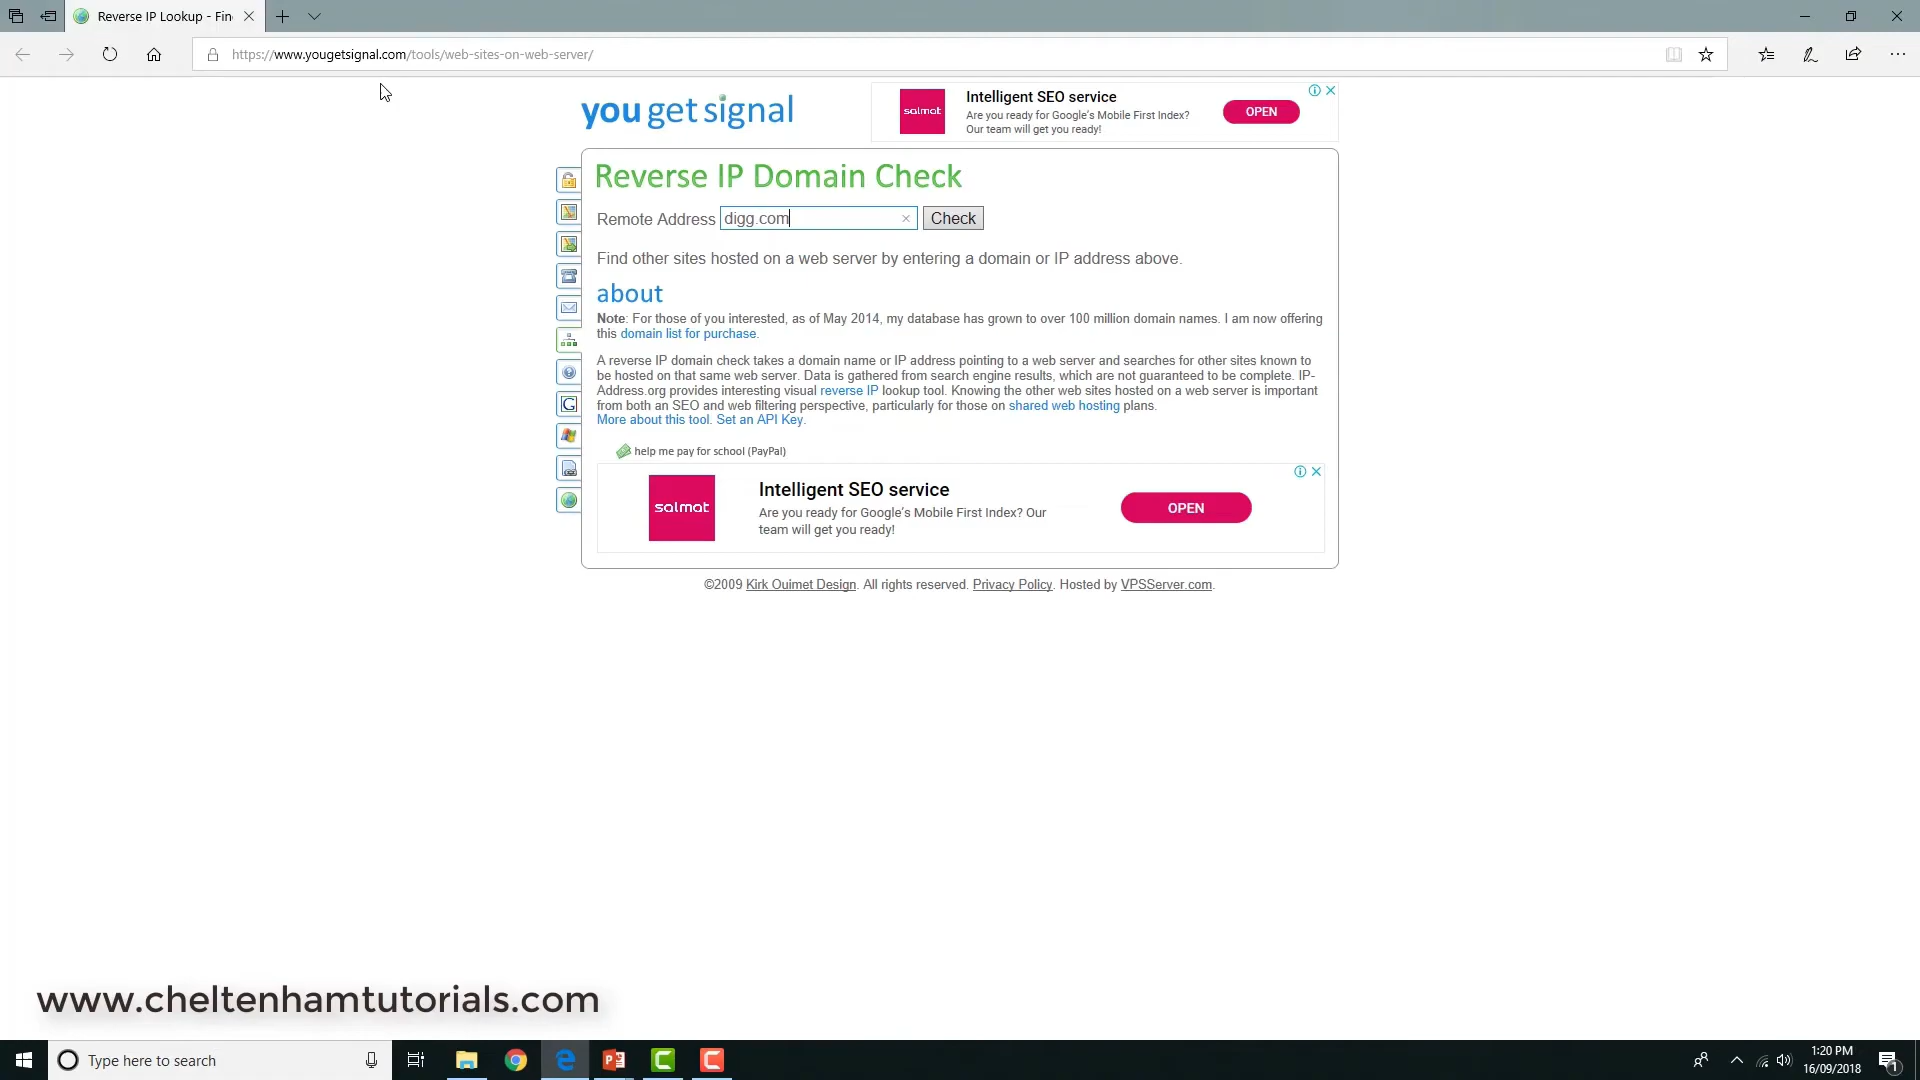 Reverse IP Lookup - Fin
https://www.yougetsignal.com/tools/web-sites-on-web-server/
you get signal
salmat
Intelligent SEO service
Are you ready for Google's Mobile First Index?
Our team will get you ready!
OPEN
Reverse IP Domain Check
Remote Address digg.com Check
Find other sites hosted on a web server by entering a domain or IP address above.
about
Note: For those of you interested, as of May 2014, my database has grown to over 100 million domain names. I am now offering
this domain list for purchase.
A reverse IP domain check takes a domain name or IP address pointing to a web server and searches for other sites known to
be hosted on that same web server. Data is gathered from search engine results, which are not guaranteed to be complete. IP-
Address.org provides interesting visual reverse IP lookup tool. Knowing the other web sites hosted on a web server is important
from both an SEO and web filtering perspective, particularly for those on shared web hosting plans.
More about this tool. Set an API Key.
help me pay for school (PayPal)
salmat
Intelligent SEO service
Are you ready for Google's Mobile First Index? Our
team will get you ready!
OPEN
©2009 Kirk Ouimet Design. All rights reserved. Privacy Policy. Hosted by VPSServer.com.
www.cheltenhamtutorials.com
Type here to search
1:20 PM
16/09/2018
1